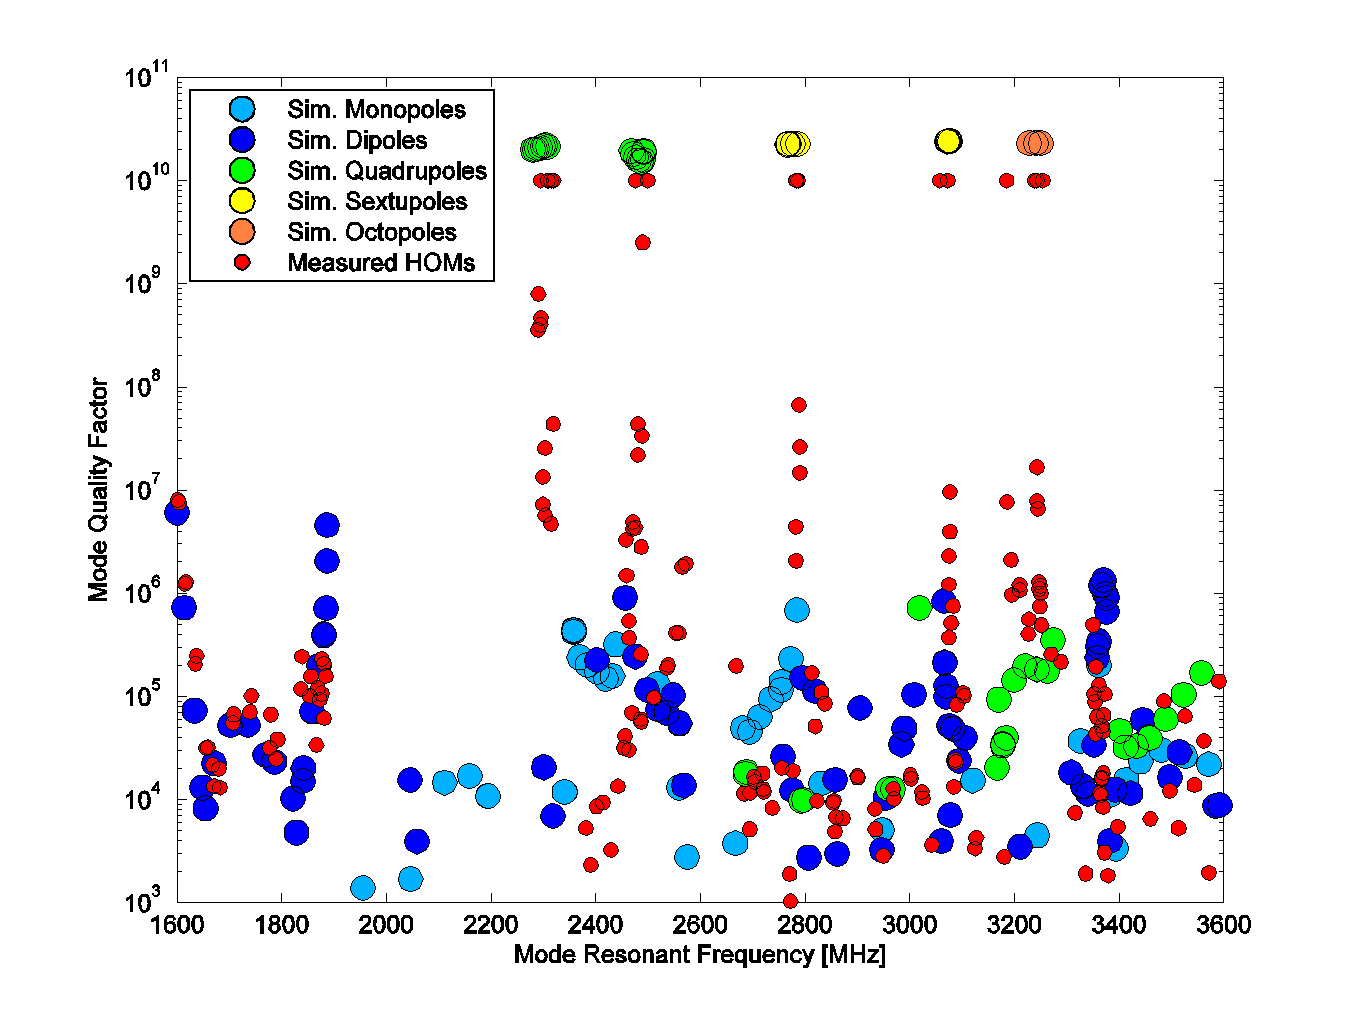 10^11
10^10
10^9
10^8
10^7
10^6
10^5
10^4
10^3
Mode Quality Factor
Sim. Monopoles
Sim. Dipoles
Sim. Quadrupoles
Sim. Sextupoles
Sim. Octopoles
Measured HOMs
1600 1800 2000 2200 2400 2600 2800 3000 3200 3400 3600
Mode Resonant Frequency [MHz]